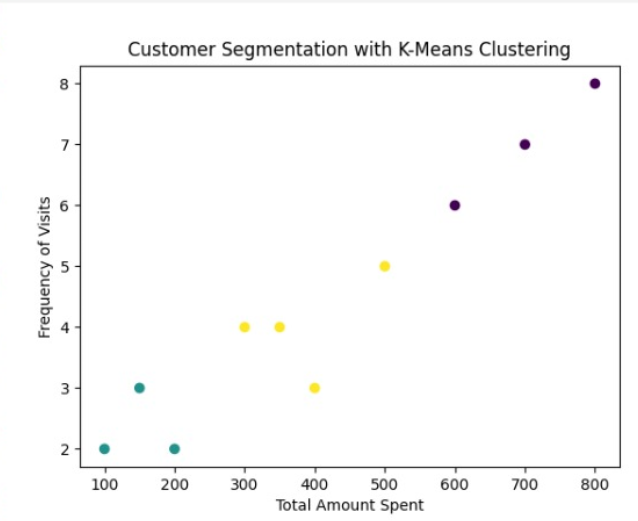 Customer Segmentation with K-Means Clustering
8
7
6
5
4
3
2
Frequency of Visits
100 200 300 400 500 600 700 800
Total Amount Spent